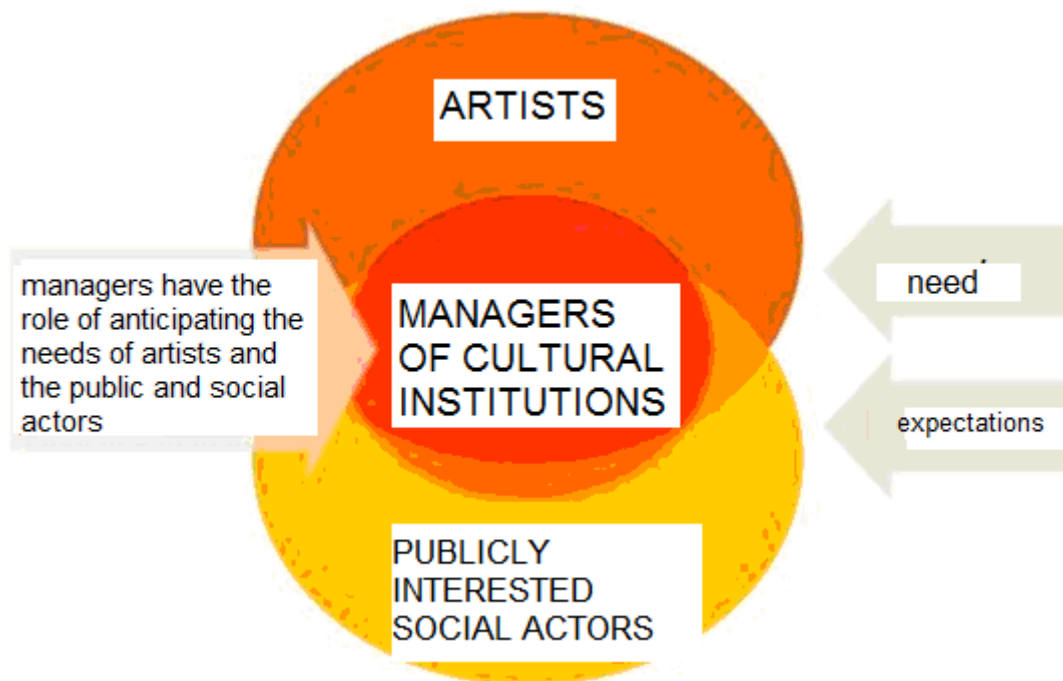 ARTISTS
managers have the
role of anticipating the
needs of artists and
the public and social
actors
MANAGERS
OF CULTURAL
INSTITUTIONS
need
expectations
PUBLICLY
INTERESTED
SOCIAL ACTORS